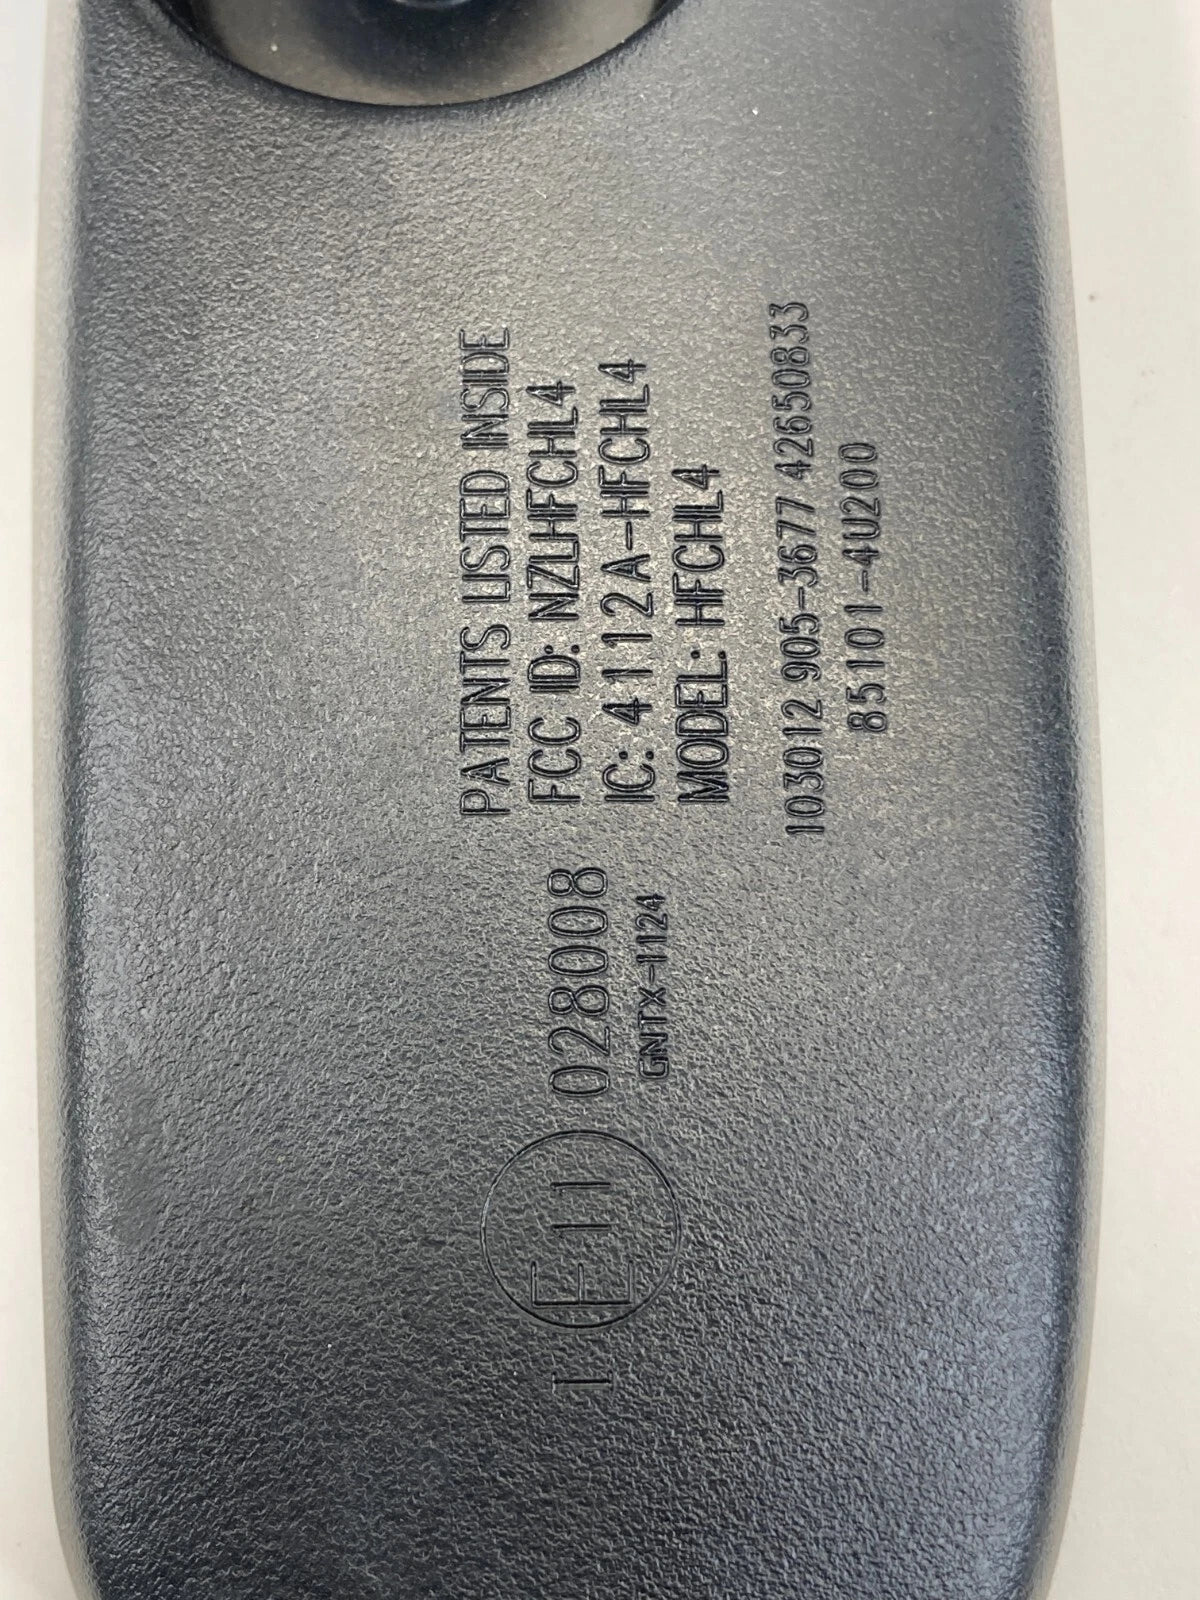 PATENTS LISTED INSIDE
FCC ID: NZLHFCHL4
IC: 4112A-HFCHL4
MODEL: HFCHL4
I E11 028008
GNTX-1124
103012 905-3677 42650833
85101-4U200